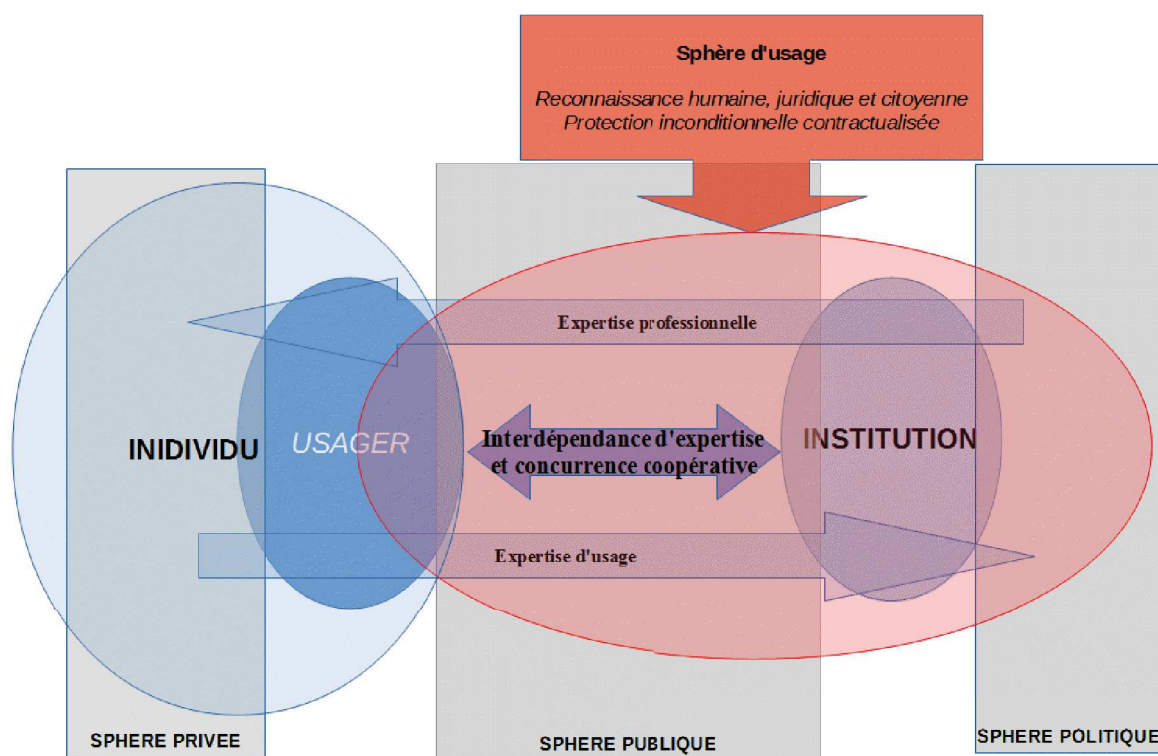 Sphère d'usage
Reconnaissance humaine, juridique et citoyenne
Protection inconditionnelle contractualisée
Expertise professionnelle
INIDIVIDU
USAGER
Interdépendance d'expertise
et concurrence coopérative
INSTITUTION
Expertise d'usage
SPHERE PRIVEE
SPHERE PUBLIQUE
SPHERE POLITIQUE